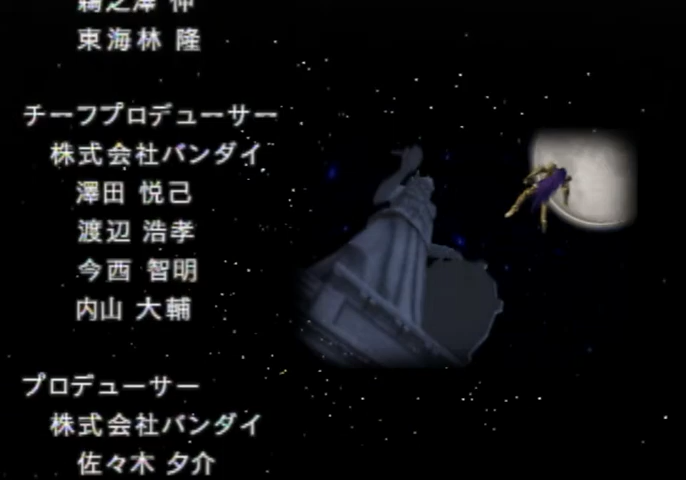 東海林 隆
チーフプロデューサー
株式会社バンダイ
澤田 悦己
渡辺 浩孝
今西 智明
内山 大輔
プロデューサー
株式会社バンダイ
佐々木 夕介